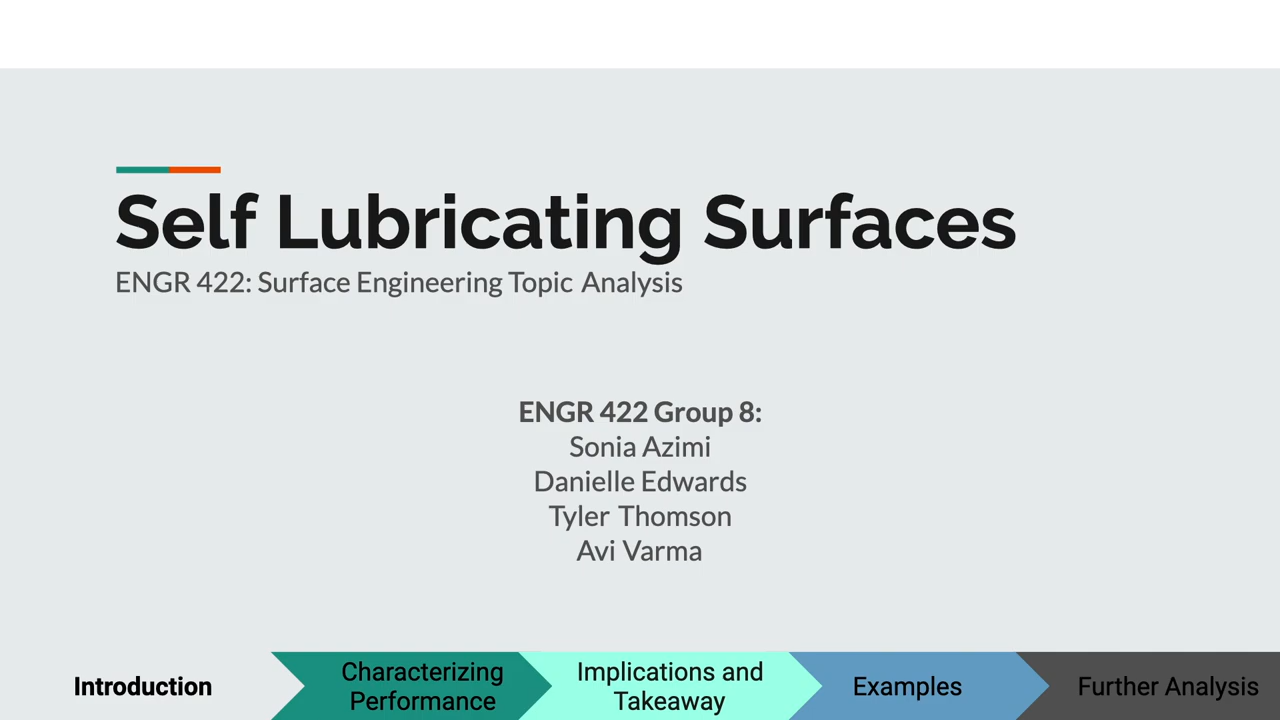 Self Lubricating Surfaces
ENGR 422: Surface Engineering Topic Analysis
ENGR 422 Group 8:
Sonia Azimi
Danielle Edwards
Tyler Thomson
Avi Varma
Introduction
Characterizing
Performance
Implications and
Takeaway
Examples
Further Analysis